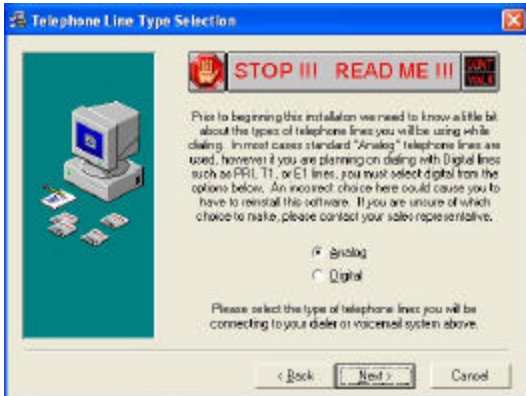 Telephone Line Type Selection
STOP !!! READ ME !!!
DONT
WALK
Prior to beginning this installation we need to know a little bit
about the types of telephone lines you will be using while
dialing. In most cases standard "Analog" telephone lines are
used, however if you are planning on dialing with Digital lines
such as PRI, T1, or E1 lines, you must select digital from the
options below. An incorrect choice here could cause you to
have to reinstall this software. If you are unsure of which
choice to make, please contact your sales representative.
Analog
Digital
Please select the type of telephone lines you will be
connecting to your dialer or voicemail system above.
< Back
Next >
Cancel